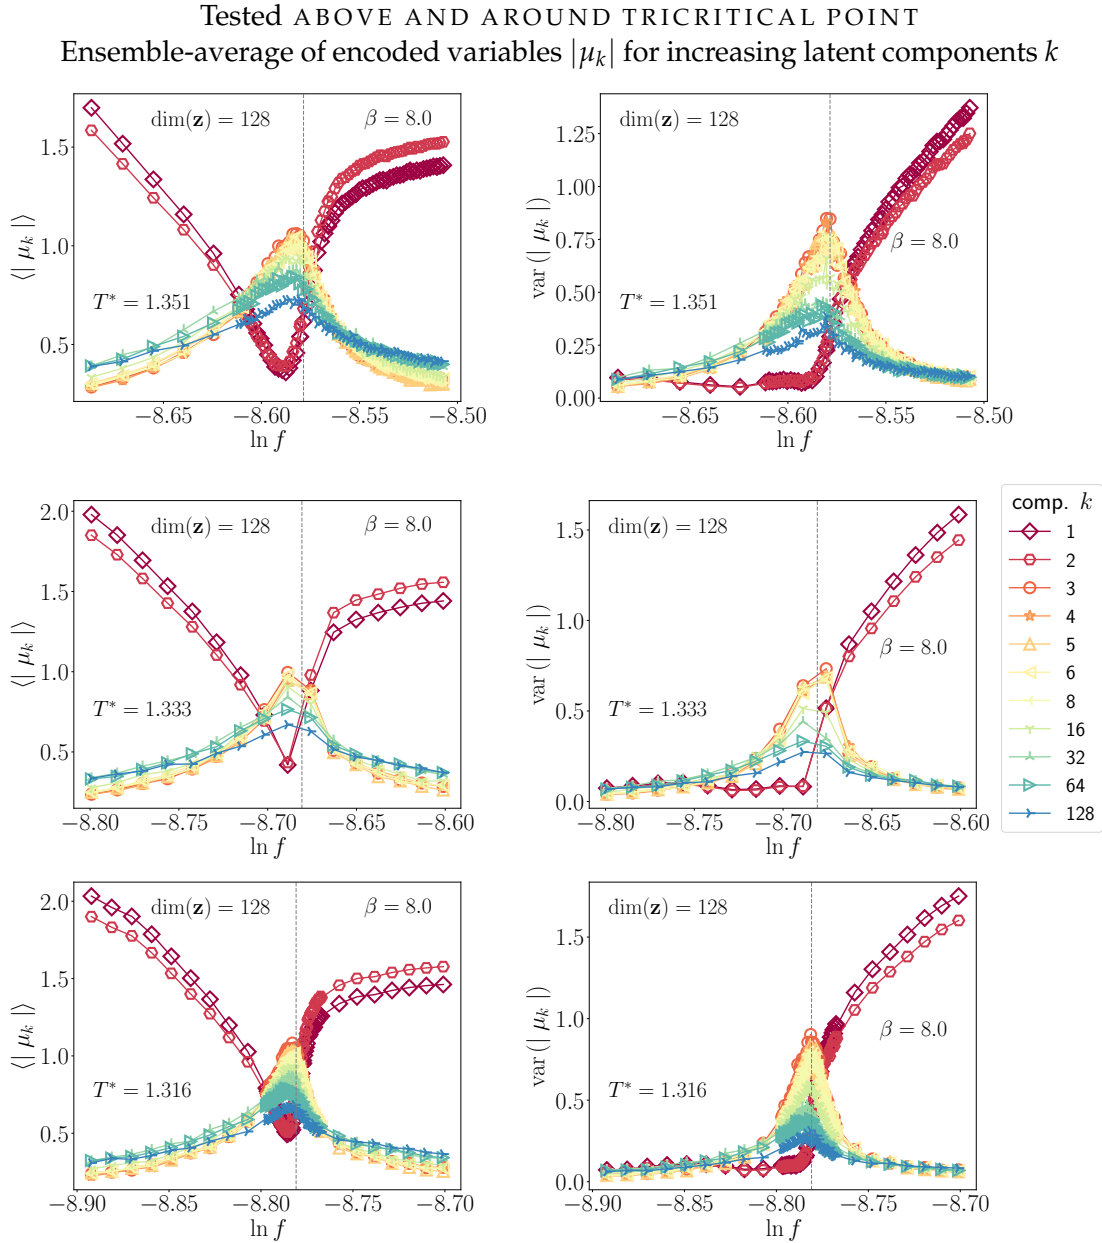 Tested ABOVE AND AROUND TRICRITICAL POINT
Ensemble-average of encoded variables |μₖ| for increasing latent components k
dim(z) = 128
β = 8.0
T* = 1.351
⟨| μₖ |⟩
1.5
1.0
0.5
−8.65
−8.60
−8.55
−8.50
ln f
dim(z) = 128
β = 8.0
T* = 1.351
var (| μₖ |)
1.25
1.00
0.75
0.50
0.25
0.00
−8.65
−8.60
−8.55
−8.50
ln f
dim(z) = 128
β = 8.0
T* = 1.333
⟨| μₖ |⟩
2.0
1.5
1.0
0.5
−8.80
−8.75
−8.70
−8.65
−8.60
ln f
dim(z) = 128
β = 8.0
T* = 1.333
var (| μₖ |)
1.5
1.0
0.5
0.0
−8.80
−8.75
−8.70
−8.65
−8.60
ln f
comp. k
1
2
3
4
5
6
8
16
32
64
128
dim(z) = 128
β = 8.0
T* = 1.316
⟨| μₖ |⟩
2.0
1.5
1.0
0.5
−8.90
−8.85
−8.80
−8.75
−8.70
ln f
dim(z) = 128
β = 8.0
T* = 1.316
var (| μₖ |)
1.5
1.0
0.5
0.0
−8.90
−8.85
−8.80
−8.75
−8.70
ln f